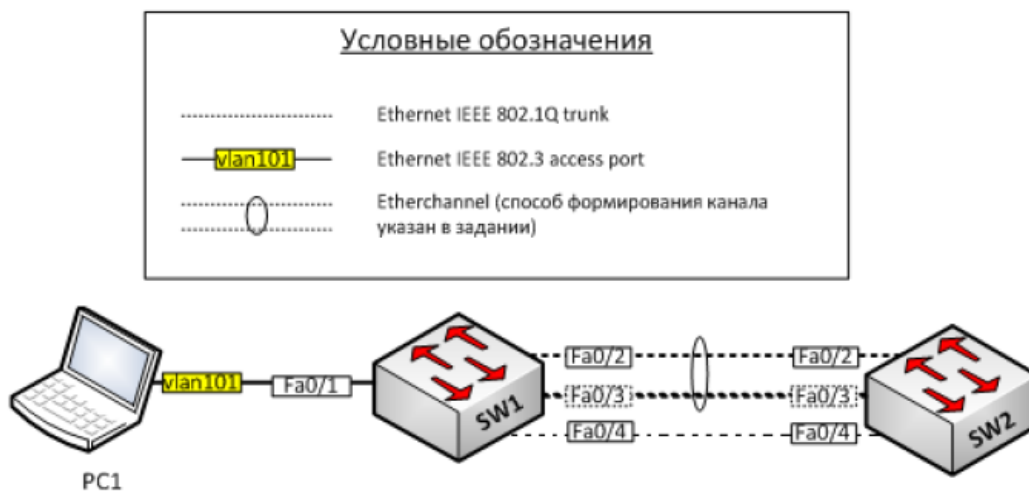 Условные обозначения
Ethernet IEEE 802.1Q trunk
vlan101
Ethernet IEEE 802.3 access port
Etherchannel (способ формирования канала
указан в задании)
Fa0/2
Fa0/2
vlan101
Fa0/1
SW1
Fa0/3
Fa0/3
SW2
Fa0/4
Fa0/4
PC1